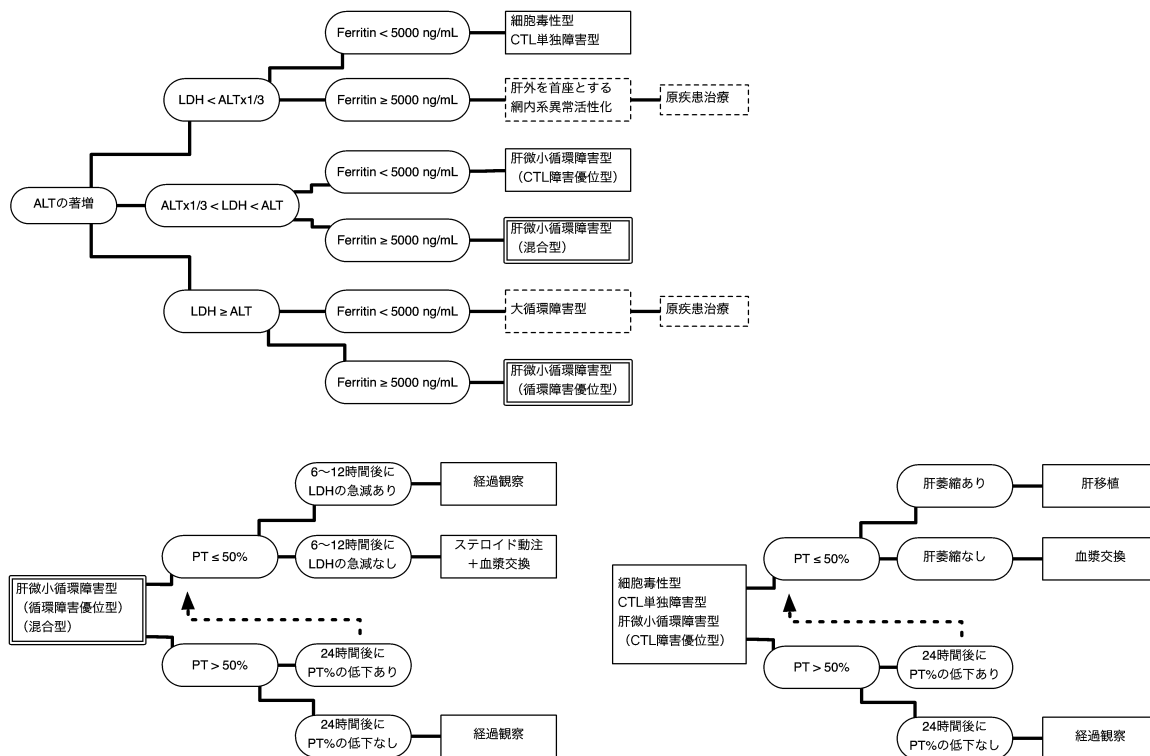 Ferritin < 5000 ng/mL
細胞毒性型
CTL単独障害型
LDH < ALTx1/3
Ferritin ≥ 5000 ng/mL
肝外を首座とする
網内系異常活性化
原疾患治療
Ferritin < 5000 ng/mL
肝微小循環障害型
（CTL障害優位型）
ALTの著増
ALTx1/3 < LDH < ALT
Ferritin ≥ 5000 ng/mL
肝微小循環障害型
（混合型）
LDH ≥ ALT
Ferritin < 5000 ng/mL
大循環障害型
原疾患治療
Ferritin ≥ 5000 ng/mL
肝微小循環障害型
（循環障害優位型）
6〜12時間後に
LDHの急減あり
経過観察
PT ≤ 50%
6〜12時間後に
LDHの急減なし
ステロイド動注
＋血漿交換
肝微小循環障害型
（循環障害優位型）
（混合型）
PT > 50%
24時間後に
PT%の低下あり
24時間後に
PT%の低下なし
経過観察
肝萎縮あり
肝移植
PT ≤ 50%
肝萎縮なし
血漿交換
細胞毒性型
CTL単独障害型
肝微小循環障害型
（CTL障害優位型）
PT > 50%
24時間後に
PT%の低下あり
24時間後に
PT%の低下なし
経過観察